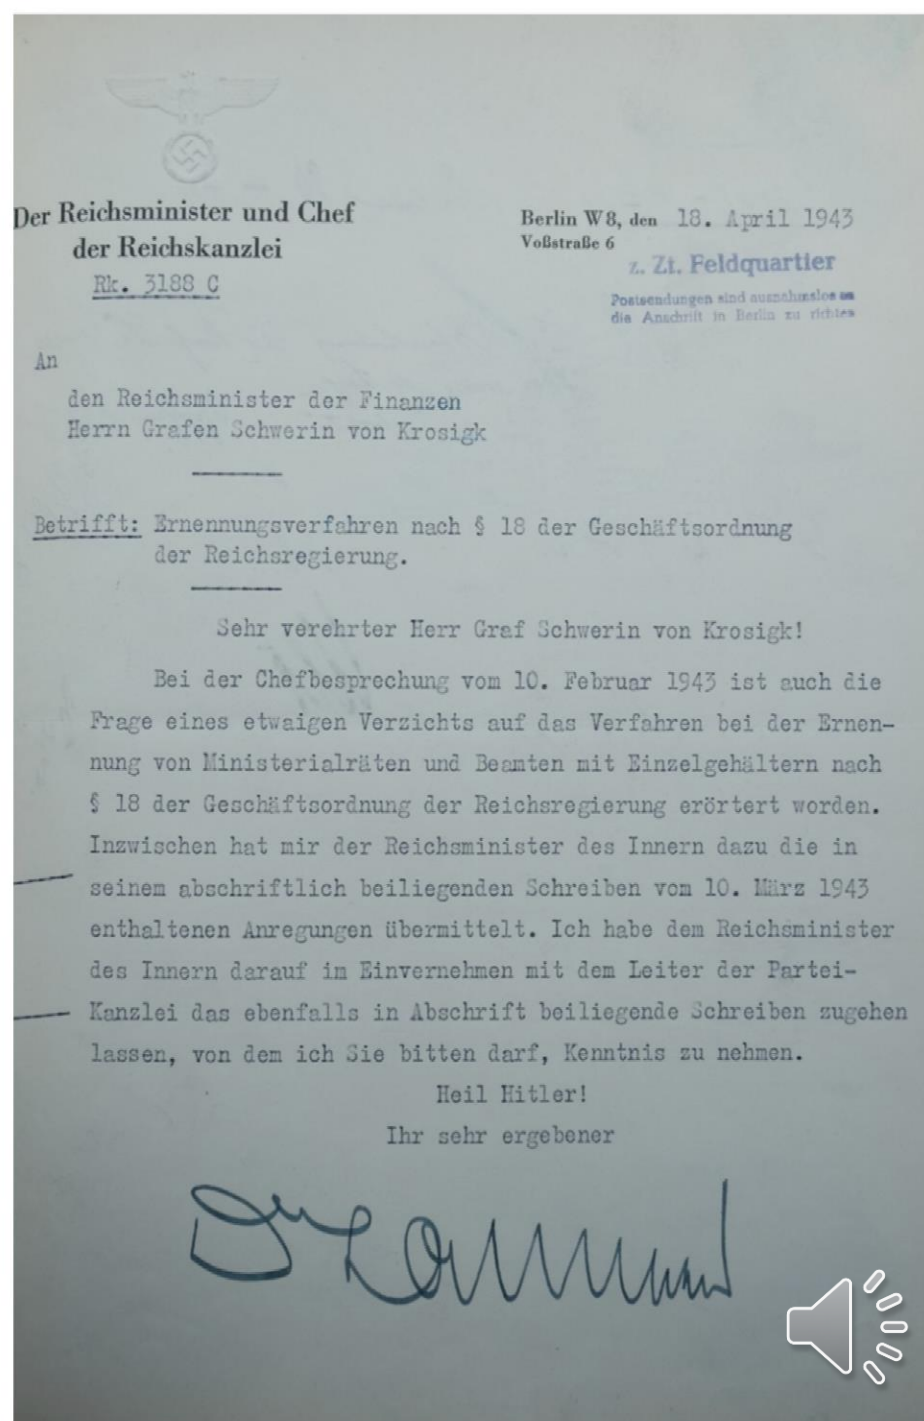 Der Reichsminister und Chef
der Reichskanzlei
Rk. 3188 C
Berlin W 8, den 18. April 1943
Voßstraße 6
z. Zt. Feldquartier
Postsendungen sind ausnahmslos an
die Anschrift in Berlin zu richten
An
den Reichsminister der Finanzen
Herrn Grafen Schwerin von Krosigk
Betrifft: Ernennungsverfahren nach § 18 der Geschäftsordnung
der Reichsregierung.
Sehr verehrter Herr Graf Schwerin von Krosigk!
Bei der Chefbesprechung vom 10. Februar 1943 ist auch die
Frage eines etwaigen Verzichts auf das Verfahren bei der Ernen-
nung von Ministerialräten und Beamten mit Einzelgehältern nach
§ 18 der Geschäftsordnung der Reichsregierung erörtert worden.
Inzwischen hat mir der Reichsminister des Innern dazu die in
seinem abschriftlich beiliegenden Schreiben vom 10. März 1943
enthaltenen Anregungen übermittelt. Ich habe dem Reichsminister
des Innern darauf im Einvernehmen mit dem Leiter der Partei-
Kanzlei das ebenfalls in Abschrift beiliegende Schreiben zugehen
lassen, von dem ich Sie bitten darf, Kenntnis zu nehmen.
Heil Hitler!
Ihr sehr ergebener